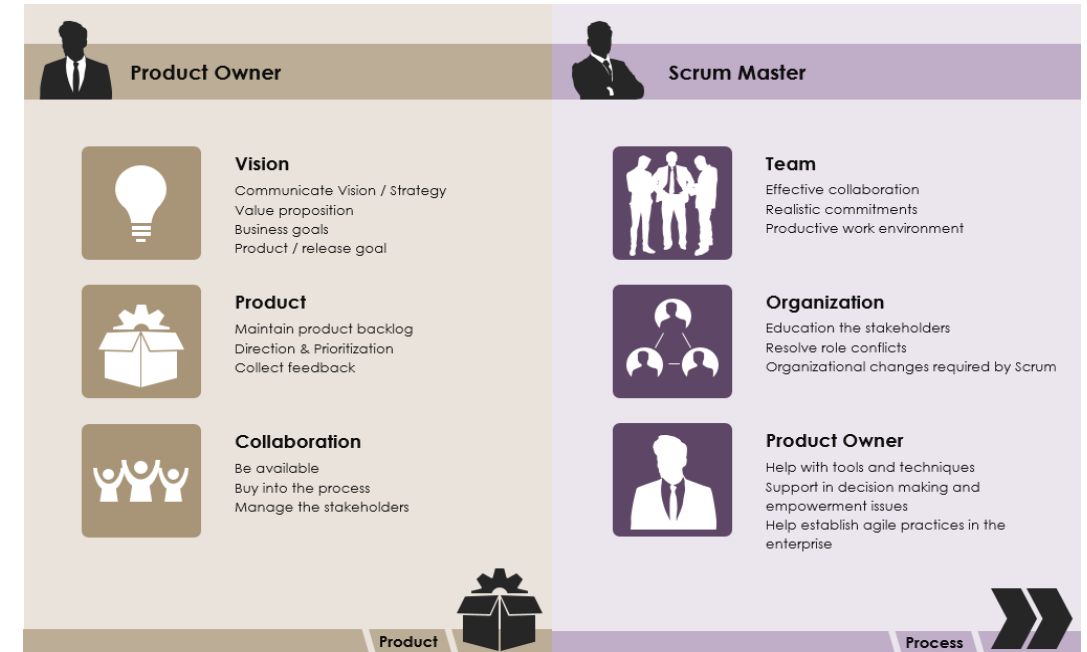 Product Owner
Vision
Communicate Vision / Strategy
Value proposition
Business goals
Product / release goal
Product
Maintain product backlog
Direction & Prioritization
Collect feedback
Collaboration
Be available
Buy into the process
Manage the stakeholders
Product
Scrum Master
Team
Effective collaboration
Realistic commitments
Productive work environment
Organization
Education the stakeholders
Resolve role conflicts
Organizational changes required by Scrum
Product Owner
Help with tools and techniques
Support in decision making and
empowerment issues
Help establish agile practices in the
enterprise
Process